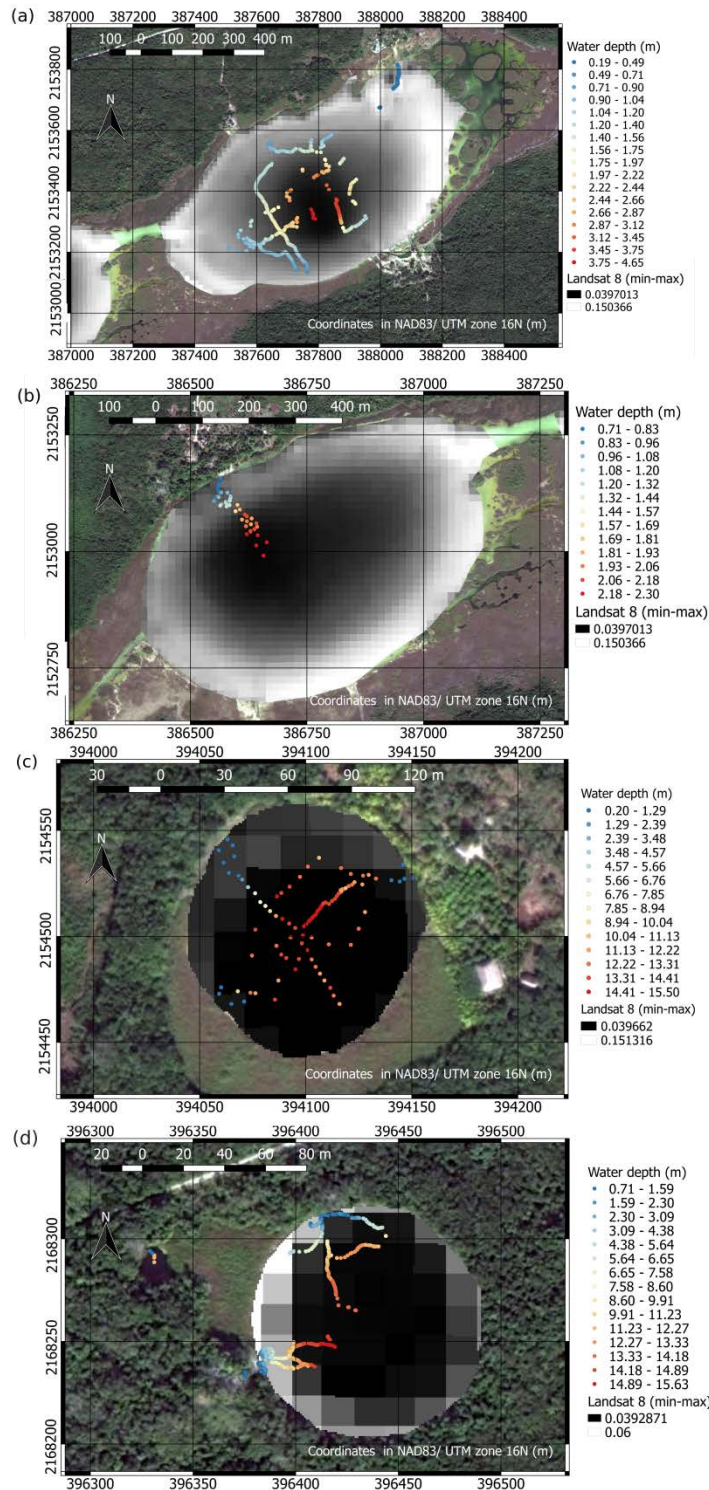 (a)
387000 387200 387400 387600 387800 388000 388200 388400
100 0 100 200 300 400 m
N
2153800
2153600
2153400
2153200
2153000
Coordinates in NAD83/ UTM zone 16N (m)
387000 387200 387400 387600 387800 388000 388200 388400
Water depth (m)
0.19 - 0.49
0.49 - 0.71
0.71 - 0.90
0.90 - 1.04
1.04 - 1.20
1.20 - 1.40
1.40 - 1.56
1.56 - 1.75
1.75 - 1.97
1.97 - 2.22
2.22 - 2.44
2.44 - 2.66
2.66 - 2.87
2.87 - 3.12
3.12 - 3.45
3.45 - 3.75
3.75 - 4.65
Landsat 8 (min-max)
0.0397013
0.150366
(b)
386250 386500 386750 387000 387250
100 0 100 200 300 400 m
N
2153250
2153000
2152750
Coordinates in NAD83/ UTM zone 16N (m)
386250 386500 386750 387000 387250
Water depth (m)
0.71 - 0.83
0.83 - 0.96
0.96 - 1.08
1.08 - 1.20
1.20 - 1.32
1.32 - 1.44
1.44 - 1.57
1.57 - 1.69
1.69 - 1.81
1.81 - 1.93
1.93 - 2.06
2.06 - 2.18
2.18 - 2.30
Landsat 8 (min-max)
0.0397013
0.150366
(c)
394000 394050 394100 394150 394200
30 0 30 60 90 120 m
N
2154550
2154500
2154450
Coordinates in NAD83/ UTM zone 16N (m)
394000 394050 394100 394150 394200
Water depth (m)
0.20 - 1.29
1.29 - 2.39
2.39 - 3.48
3.48 - 4.57
4.57 - 5.66
5.66 - 6.76
6.76 - 7.85
7.85 - 8.94
8.94 - 10.04
10.04 - 11.13
11.13 - 12.22
12.22 - 13.31
13.31 - 14.41
14.41 - 15.50
Landsat 8 (min-max)
0.039662
0.151316
(d)
396300 396350 396400 396450 396500
20 0 20 40 60 80 m
N
2168300
2168250
2168200
Coordinates in NAD83/ UTM zone 16N (m)
396300 396350 396400 396450 396500
Water depth (m)
0.71 - 1.59
1.59 - 2.30
2.30 - 3.09
3.09 - 4.38
4.38 - 5.64
5.64 - 6.65
6.65 - 7.58
7.58 - 8.60
8.60 - 9.91
9.91 - 11.23
11.23 - 12.27
12.27 - 13.33
13.33 - 14.18
14.18 - 14.89
14.89 - 15.63
Landsat 8 (min-max)
0.0392871
0.06